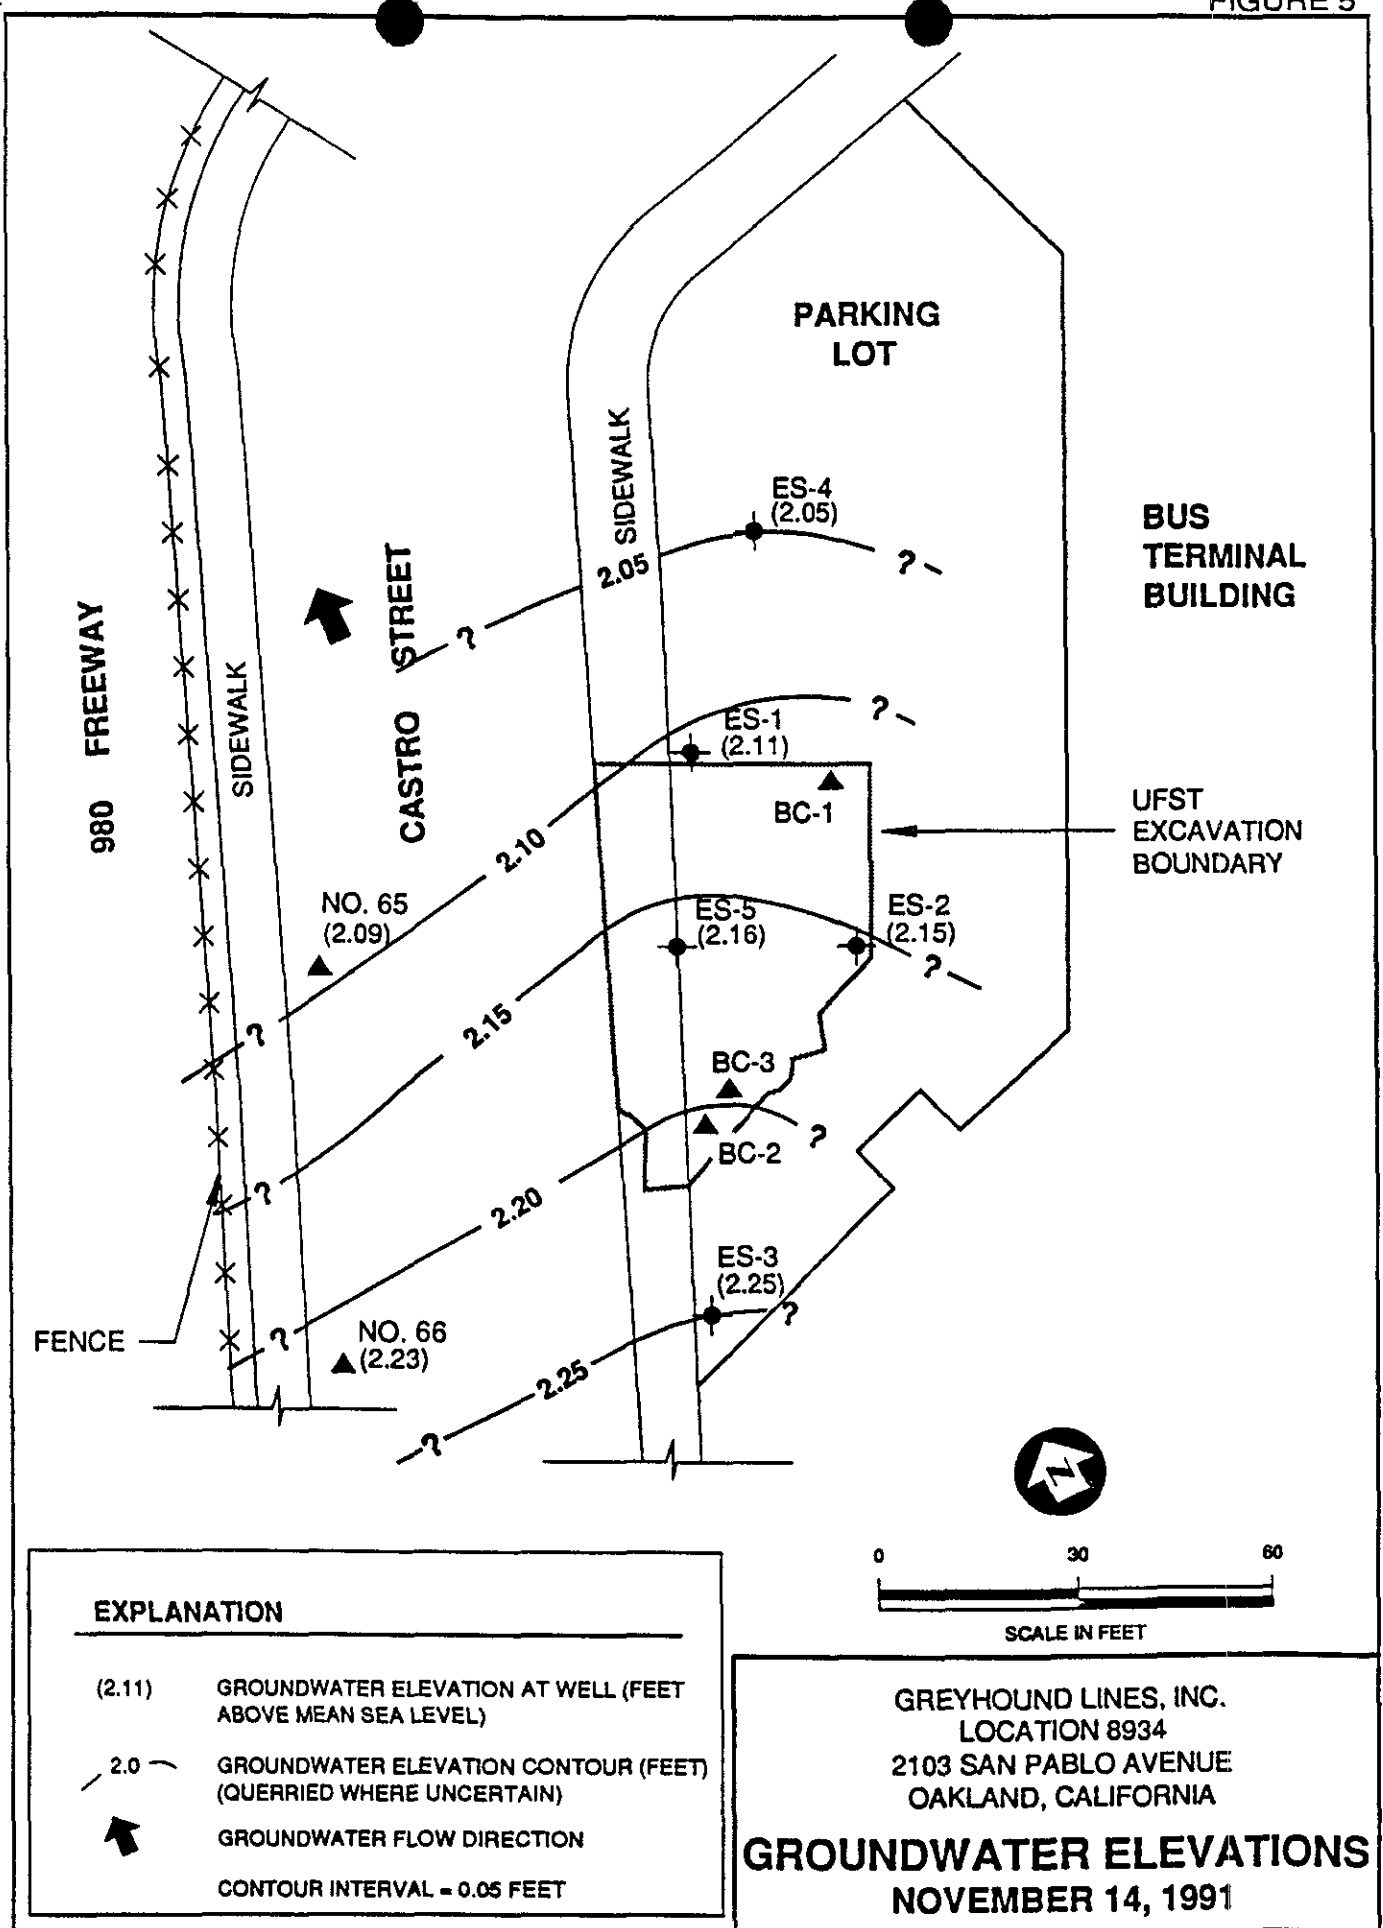 FIGURE 5
PARKING
LOT
SIDEWALK
ES-4
(2.05)
BUS
TERMINAL
BUILDING
2.05
?
?
980 FREEWAY
CASTRO STREET
SIDEWALK
?
ES-1
(2.11)
BC-1
UFST
EXCAVATION
BOUNDARY
2.10
NO. 65
(2.09)
ES-5
(2.16)
ES-2
(2.15)
?
?
2.15
BC-3
?
BC-2
?
2.20
ES-3
(2.25)
?
FENCE
?
NO. 66
(2.23)
2.25
?
N
EXPLANATION
(2.11) GROUNDWATER ELEVATION AT WELL (FEET
ABOVE MEAN SEA LEVEL)
2.0 GROUNDWATER ELEVATION CONTOUR (FEET)
(QUERRIED WHERE UNCERTAIN)
GROUNDWATER FLOW DIRECTION
CONTOUR INTERVAL = 0.05 FEET
0 30 60
SCALE IN FEET
GREYHOUND LINES, INC.
LOCATION 8934
2103 SAN PABLO AVENUE
OAKLAND, CALIFORNIA
GROUNDWATER ELEVATIONS
NOVEMBER 14, 1991